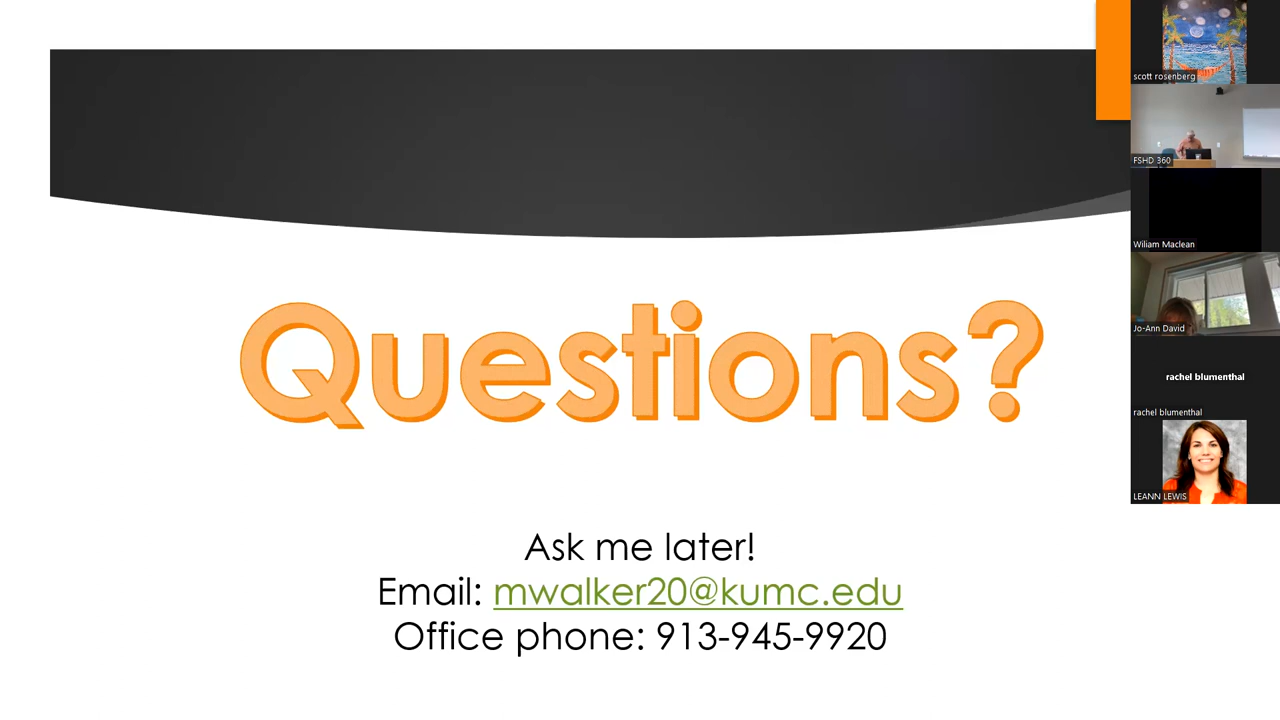 Questions?
Ask me later!
Email: mwalker20@kumc.edu
Office phone: 913-945-9920
scott rosenberg
FSHD 360
Wiliam Maclean
Jo-Ann David
rachel blumenthal
rachel blumenthal
LEANN LEWIS